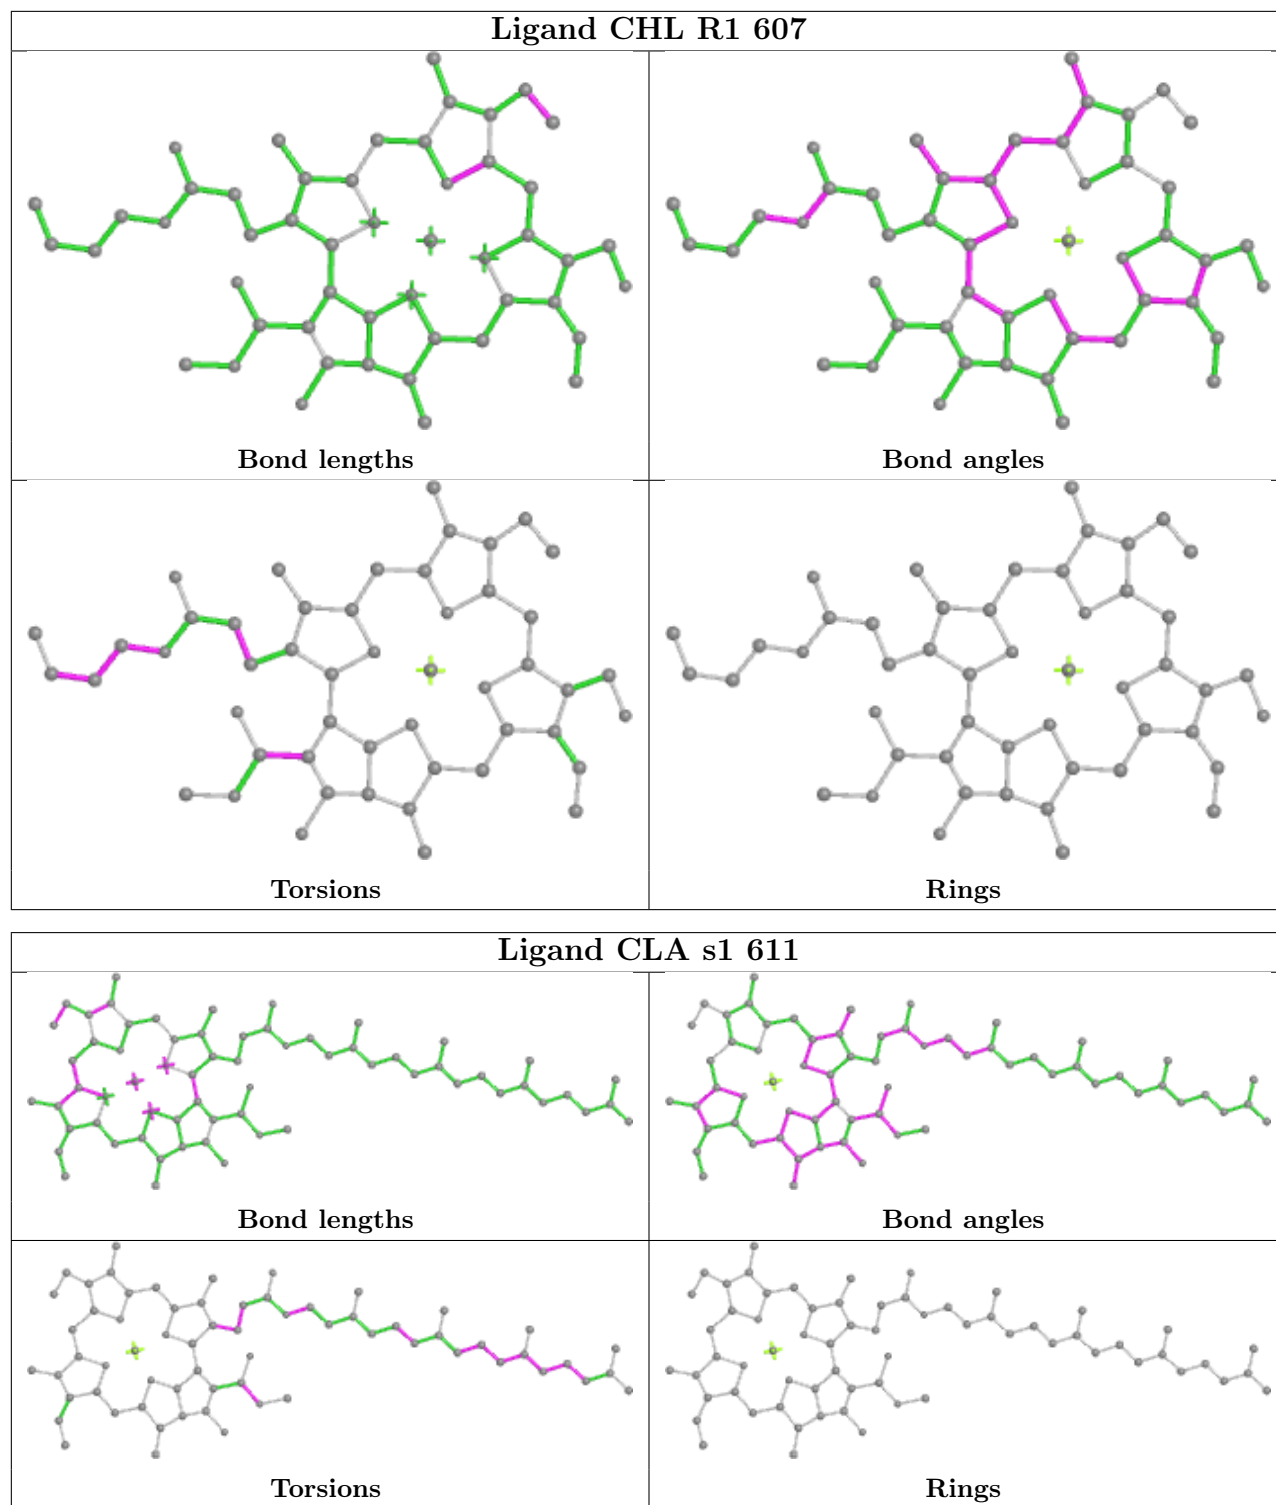 Ligand CHL R1 607
Bond lengths
Bond angles
Torsions
Rings
Ligand CLA s1 611
Bond lengths
Bond angles
Torsions
Rings